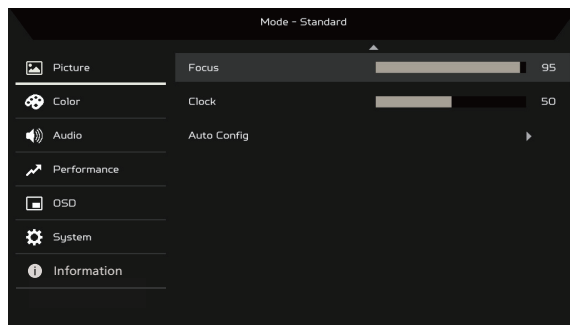 Mode - Standard
Picture
Focus 95
Color
Clock 50
Audio
Auto Config
Performance
OSD
System
Information